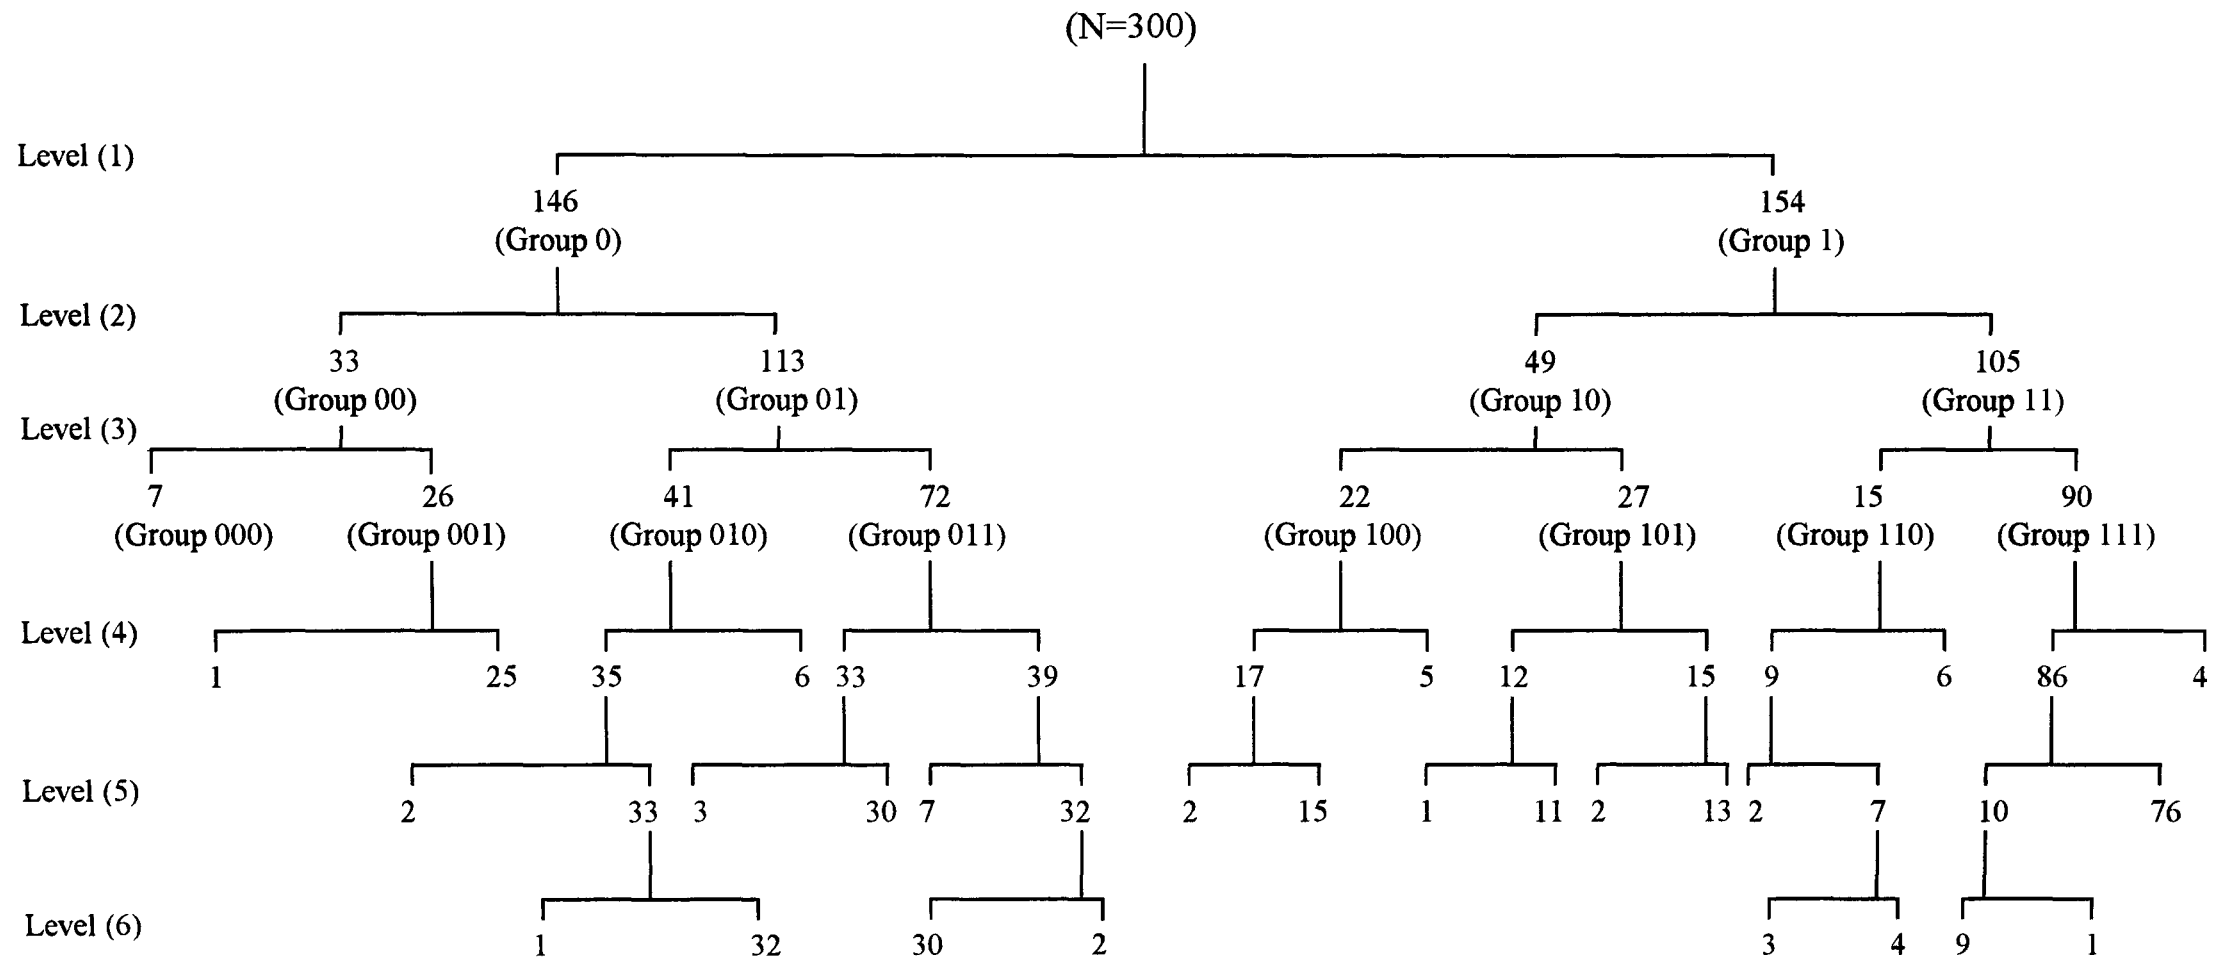 (N=300)
Level (1)
146 154
(Group 0) (Group 1)
Level (2)
33 113 49 105
(Group 00) (Group 01) (Group 10) (Group 11)
Level (3)
7 26 41 72 22 27 15 90
(Group 000) (Group 001) (Group 010) (Group 011) (Group 100) (Group 101) (Group 110) (Group 111)
Level (4)
1 25 35 6 33 39 17 5 12 15 9 6 86 4
Level (5)
2 33 3 30 7 32 2 15 1 11 2 13 2 7 10 76
Level (6)
1 32 30 2 3 4 9 1